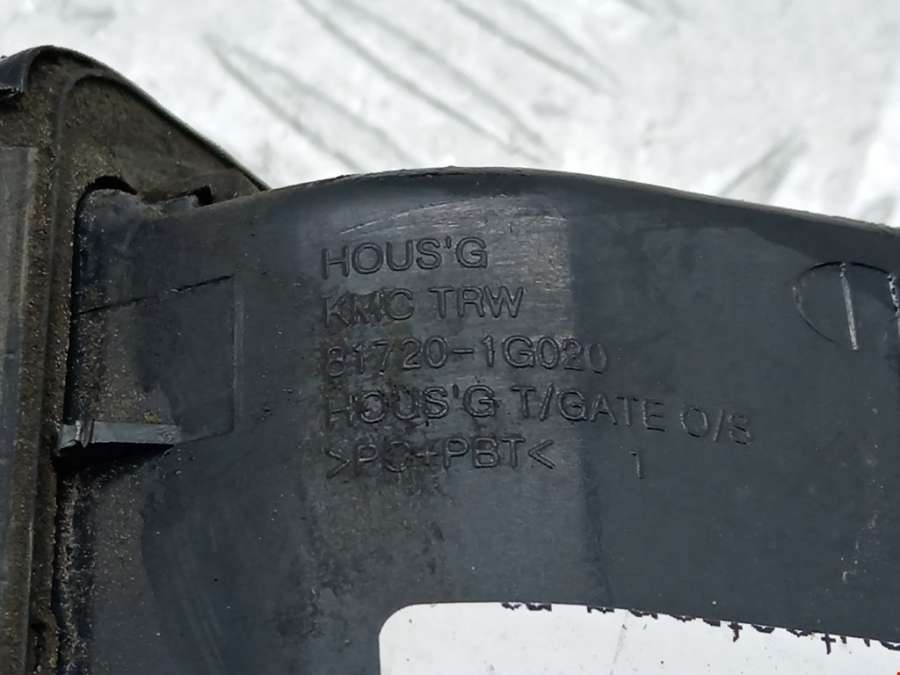 HOUS'G
KMC TRW
81720-1G020
HOUS'G T/GATE O/S
>PC+PBT<
1